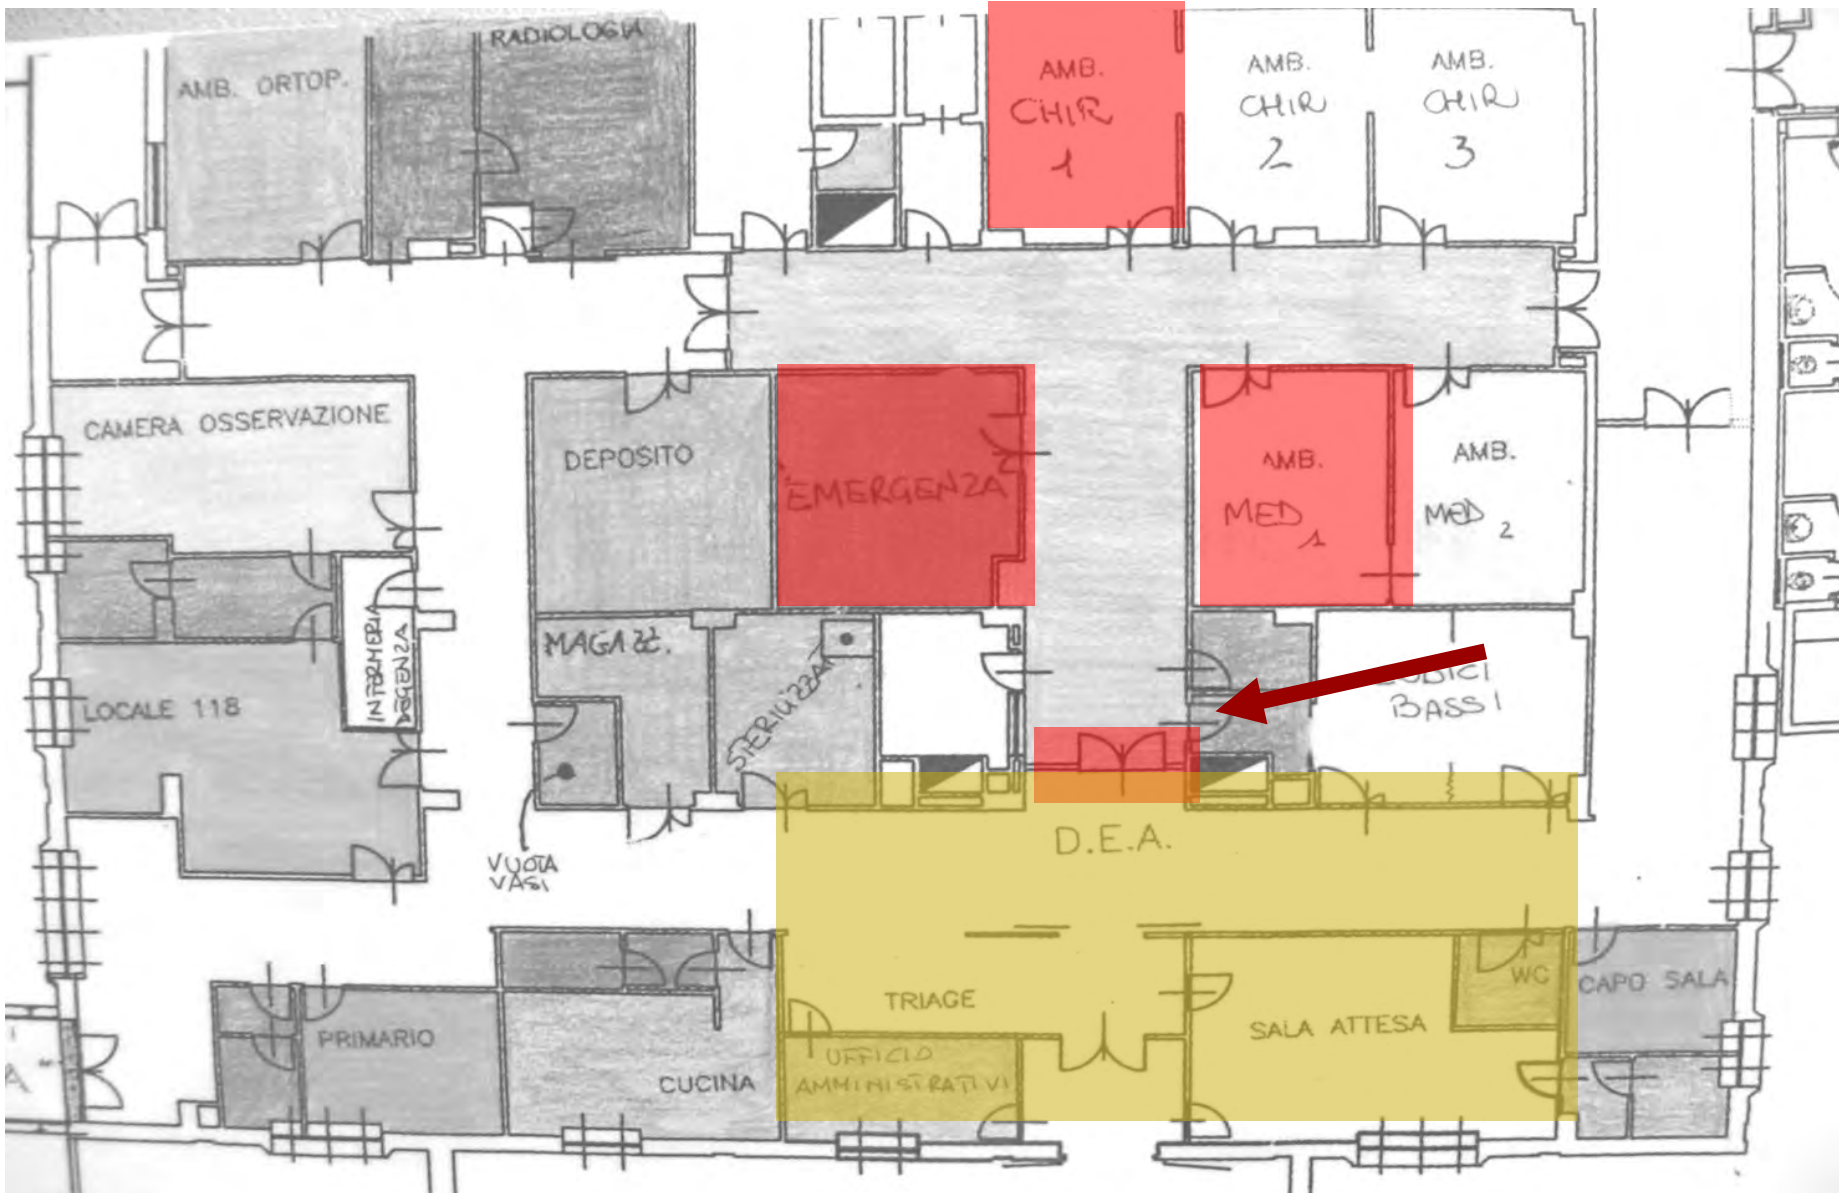 RADIOLOGIA
AMB. ORTOP.
AMB.
CHIR
1
AMB.
CHIR
2
AMB.
CHIR
3
CAMERA OSSERVAZIONE
DEPOSITO
EMERGENZA
AMB.
MED 1
AMB.
MED 2
MAGAZZ.
STERILIZZAZ
INFERMERIA
DEGENZA
LOCALE 118
BASSI
VUOTA
VASI
D.E.A.
TRIAGE
SALA ATTESA
WC
CAPO SALA
PRIMARIO
CUCINA
UFFICIO
AMMINISTRATIVI